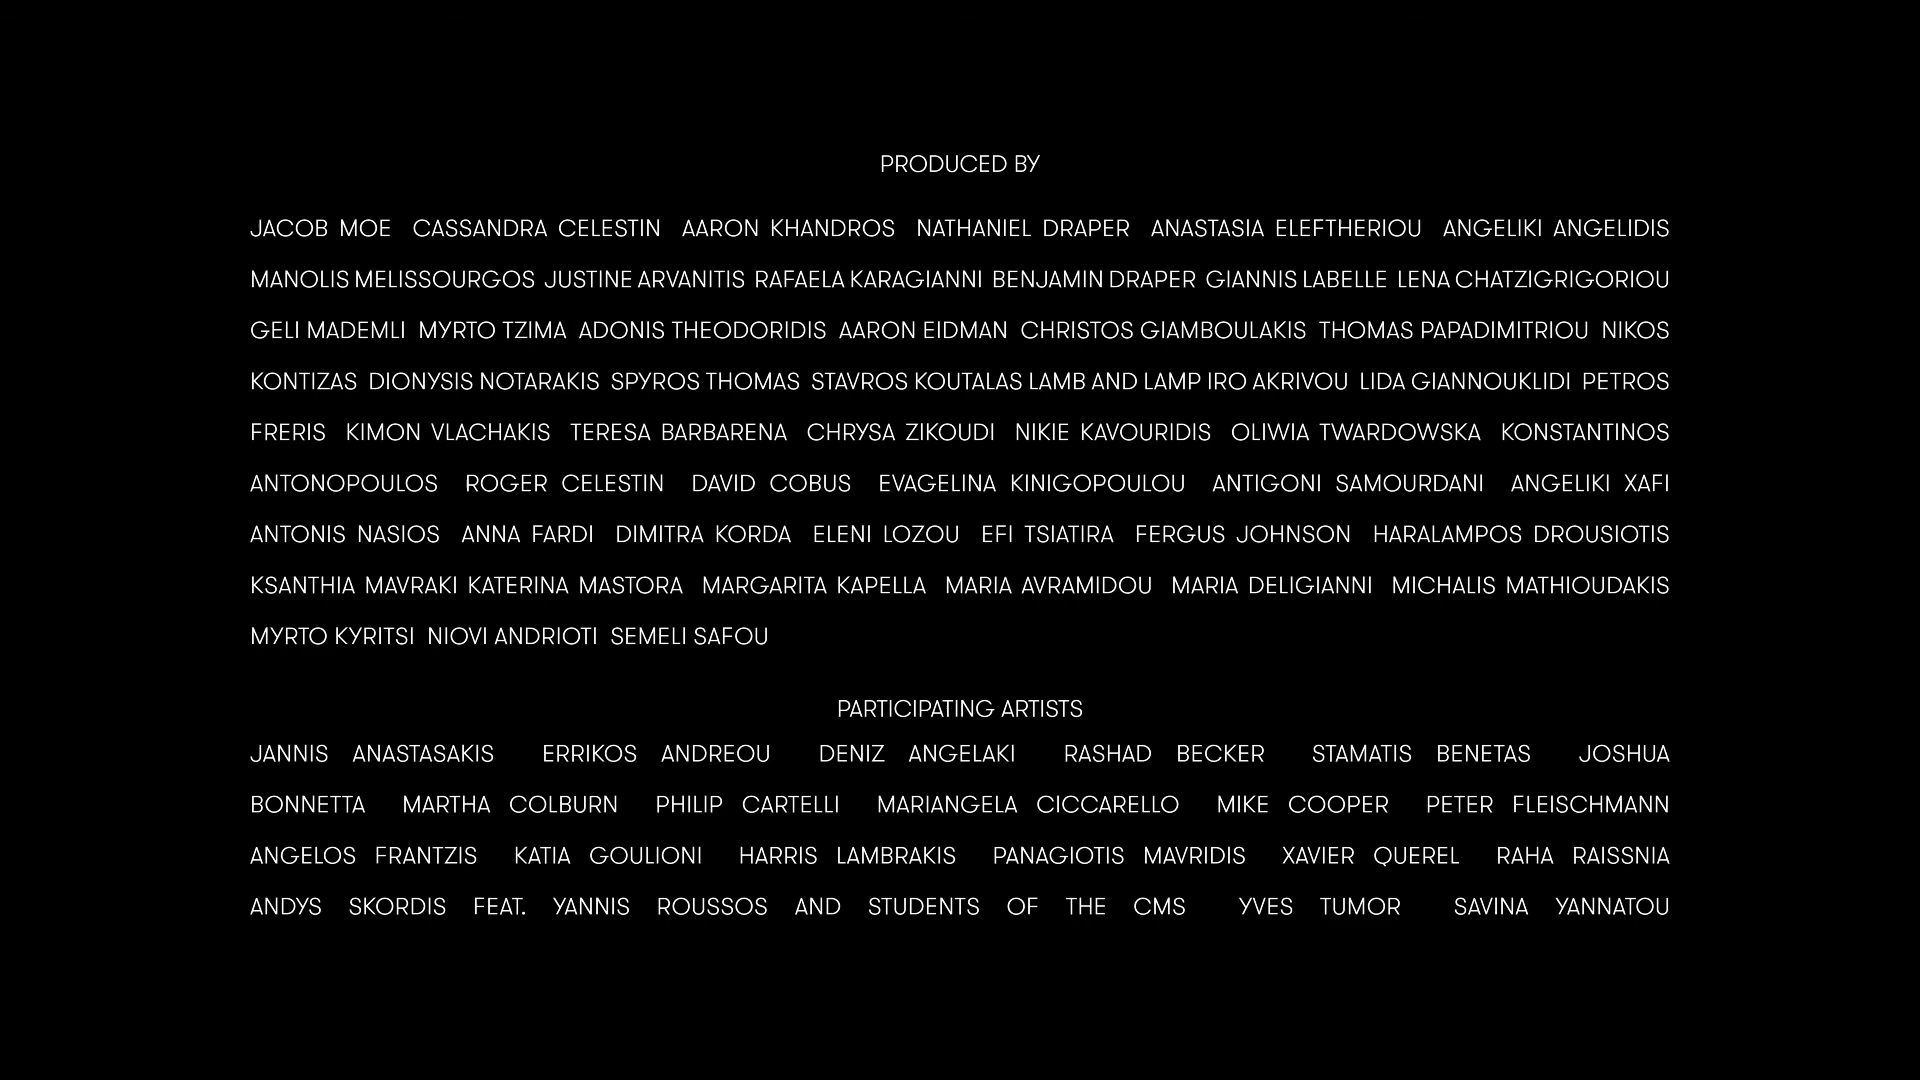 PRODUCED BY
JACOB MOE CASSANDRA CELESTIN AARON KHANDROS NATHANIEL DRAPER ANASTASIA ELEFTHERIOU ANGELIKI ANGELIDIS
MANOLIS MELISSOURGOS JUSTINE ARVANITIS RAFAELA KARAGIANNI BENJAMIN DRAPER GIANNIS LABELLE LENA CHATZIGRIGORIOU
GELI MADEMLI MYRTO TZIMA ADONIS THEODORIDIS AARON EIDMAN CHRISTOS GIAMBOULAKIS THOMAS PAPADIMITRIOU NIKOS
KONTIZAS DIONYSIS NOTARAKIS SPYROS THOMAS STAVROS KOUTALAS LAMB AND LAMP IRO AKRIVOU LIDA GIANNOUKLIDI PETROS
FRERIS KIMON VLACHAKIS TERESA BARBARENA CHRYSA ZIKOUDI NIKIE KAVOURIDIS OLIWIA TWARDOWSKA KONSTANTINOS
ANTONOPOULOS ROGER CELESTIN DAVID COBUS EVAGELINA KINIGOPOULOU ANTIGONI SAMOURDANI ANGELIKI XAFI
ANTONIS NASIOS ANNA FARDI DIMITRA KORDA ELENI LOZOU EFI TSIATIRA FERGUS JOHNSON HARALAMPOS DROUSIOTIS
KSANTHIA MAVRAKI KATERINA MASTORA MARGARITA KAPELLA MARIA AVRAMIDOU MARIA DELIGIANNI MICHALIS MATHIOUDAKIS
MYRTO KYRITSI NIOVI ANDRIOTI SEMELI SAFOU
PARTICIPATING ARTISTS
JANNIS ANASTASAKIS ERRIKOS ANDREOU DENIZ ANGELAKI RASHAD BECKER STAMATIS BENETAS JOSHUA
BONNETTA MARTHA COLBURN PHILIP CARTELLI MARIANGELA CICCARELLO MIKE COOPER PETER FLEISCHMANN
ANGELOS FRANTZIS KATIA GOULIONI HARRIS LAMBRAKIS PANAGIOTIS MAVRIDIS XAVIER QUEREL RAHA RAISSNIA
ANDYS SKORDIS FEAT. YANNIS ROUSSOS AND STUDENTS OF THE CMS YVES TUMOR SAVINA YANNATOU